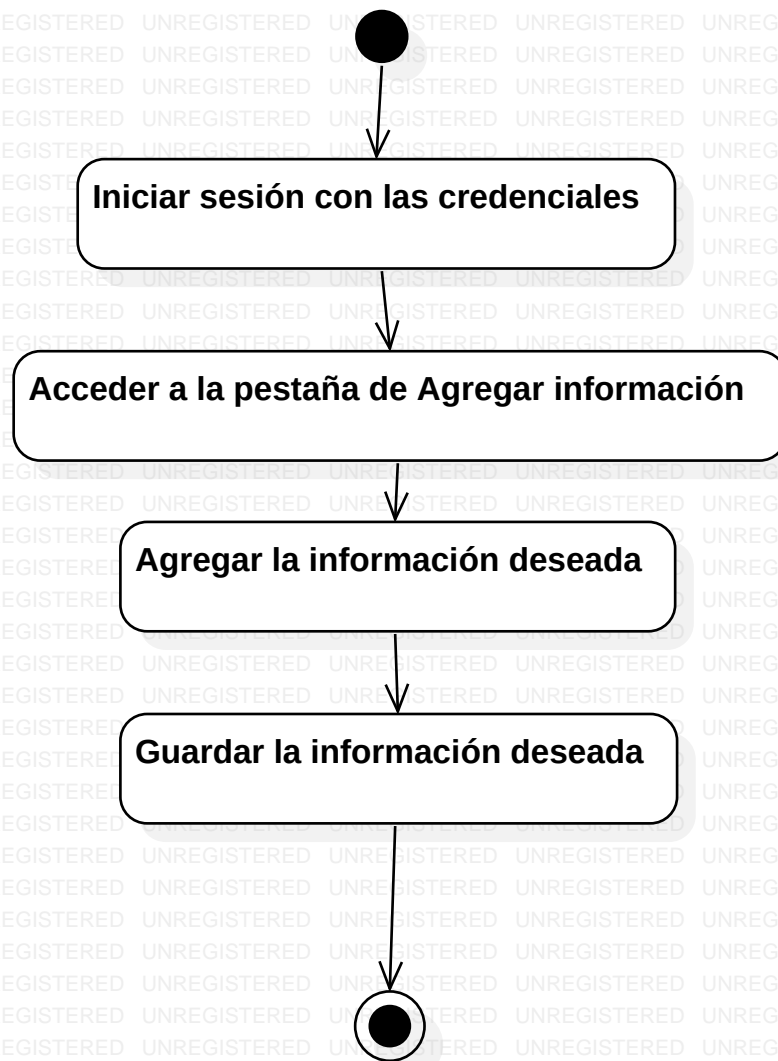 Iniciar sesión con las credenciales
Acceder a la pestaña de Agregar información
Agregar la información deseada
Guardar la información deseada
UNREGISTERED